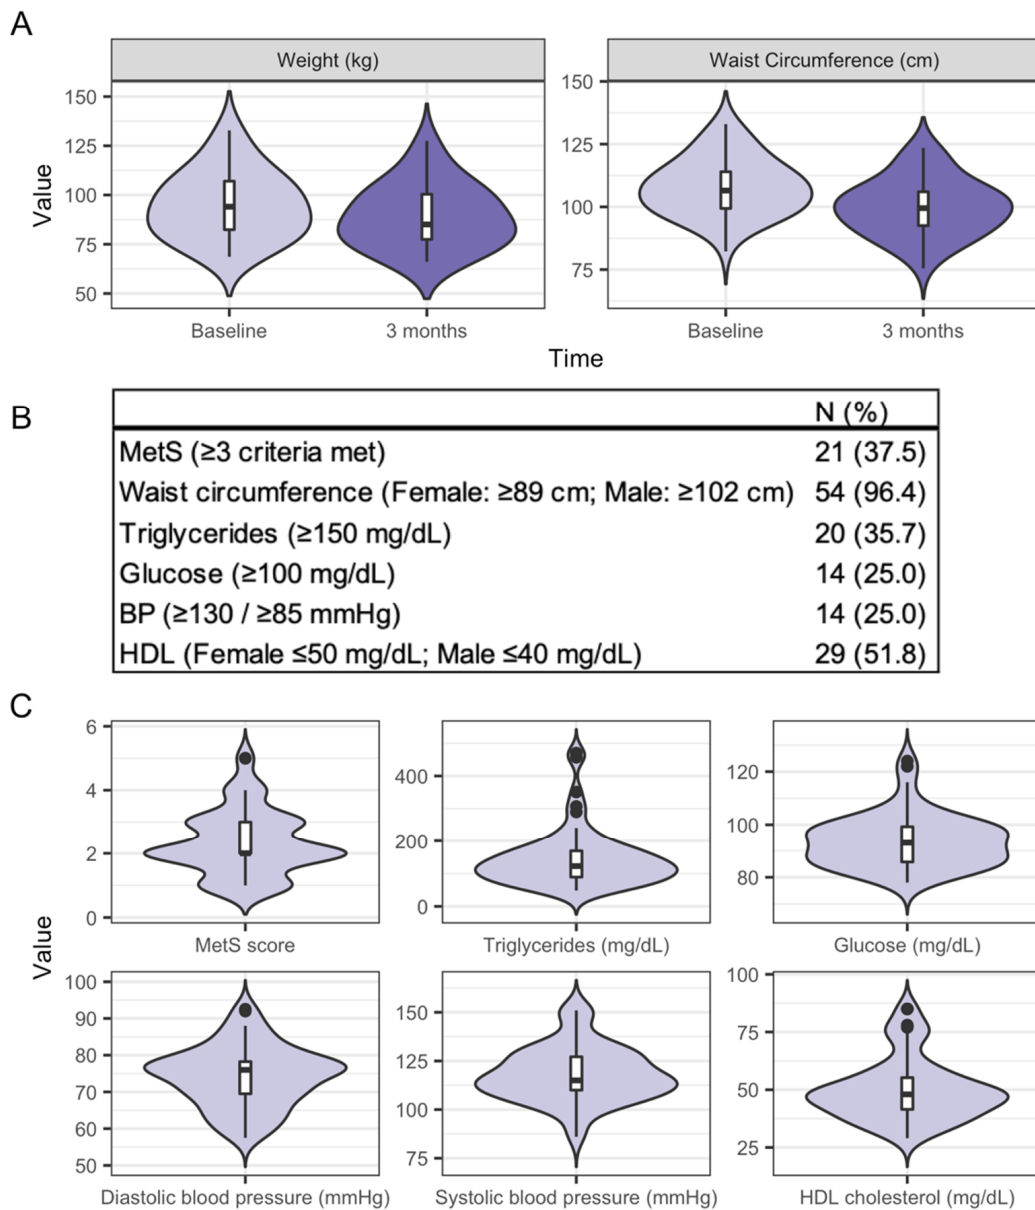 A
Weight (kg)
Waist Circumference (cm)
Value
150
125
100
75
50
150
125
100
75
Baseline
3 months
Baseline
3 months
Time
B
N (%)
MetS (≥3 criteria met) 21 (37.5)
Waist circumference (Female: ≥89 cm; Male: ≥102 cm) 54 (96.4)
Triglycerides (≥150 mg/dL) 20 (35.7)
Glucose (≥100 mg/dL) 14 (25.0)
BP (≥130 / ≥85 mmHg) 14 (25.0)
HDL (Female ≤50 mg/dL; Male ≤40 mg/dL) 29 (51.8)
C
Value
6
4
2
0
MetS score
400
200
0
Triglycerides (mg/dL)
120
100
80
Glucose (mg/dL)
100
90
80
70
60
50
Diastolic blood pressure (mmHg)
150
125
100
75
Systolic blood pressure (mmHg)
100
75
50
25
HDL cholesterol (mg/dL)